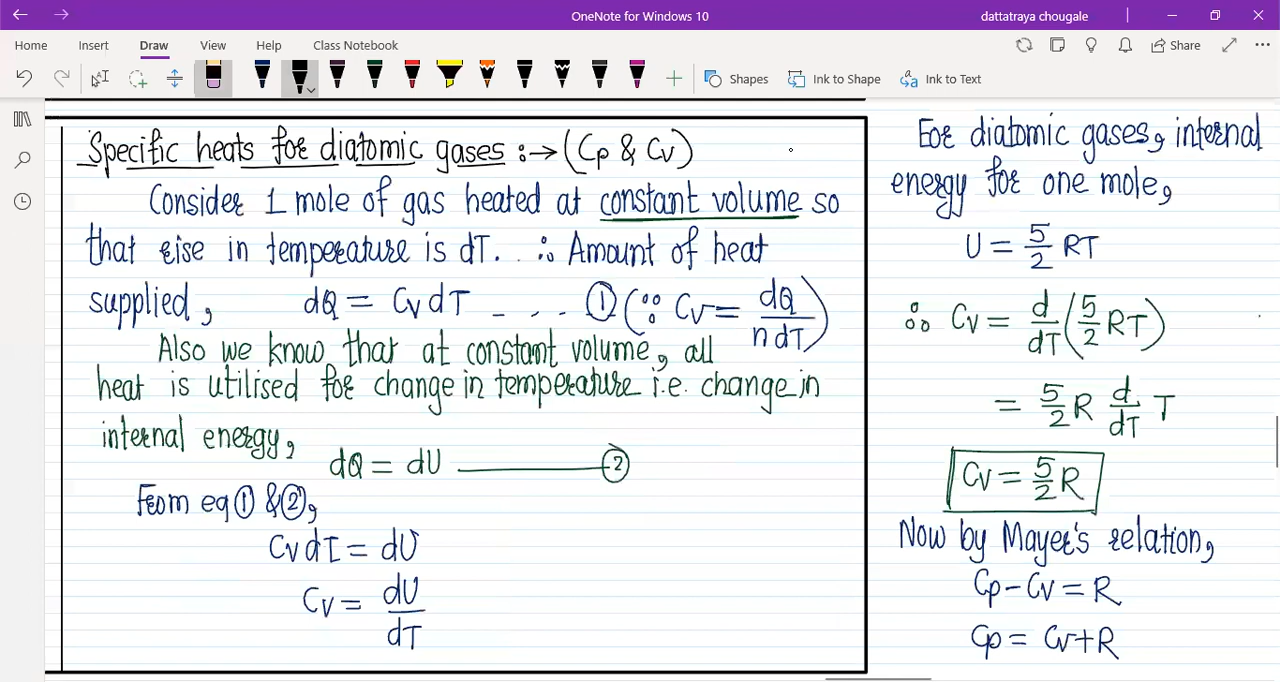 OneNote for Windows 10
dattatraya chougale
Home Insert Draw View Help Class Notebook
Share
Shapes Ink to Shape Ink to Text
Specific heats for diatomic gases :→ (Cp & Cv)
Consider 1 mole of gas heated at constant volume so
that rise in temperature is dT. ∴ Amount of heat
supplied, dQ = Cv dT - - - - ① (∵ Cv = dQ/n dT)
Also we know that at constant volume, all
heat is utilised for change in temperature i.e. change in
internal energy,
dQ = dU ——— ②
From eq ① & ②,
Cv dT = dU
Cv = dU/dT
For diatomic gases, internal
energy for one mole,
U = 5/2 RT
∴ Cv = d/dT (5/2 RT)
= 5/2 R d/dT T
Cv = 5/2 R
Now by Mayer's relation,
Cp - Cv = R
Cp = Cv + R